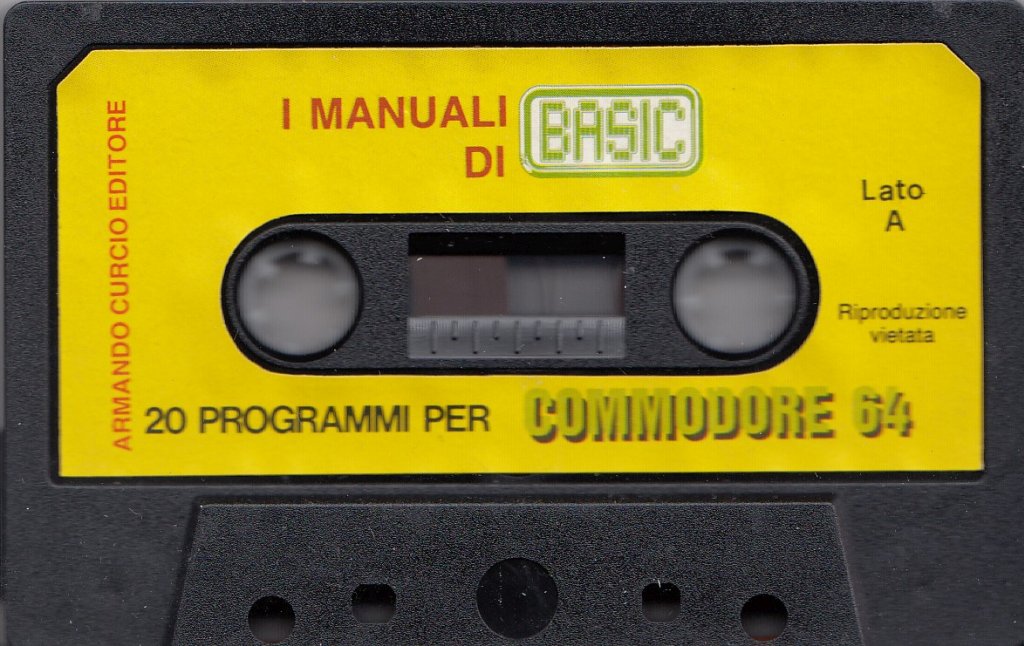 I MANUALI
DI BASIC
ARMANDO CURCIO EDITORE
Lato
A
Riproduzione
vietata
20 PROGRAMMI PER COMMODORE 64